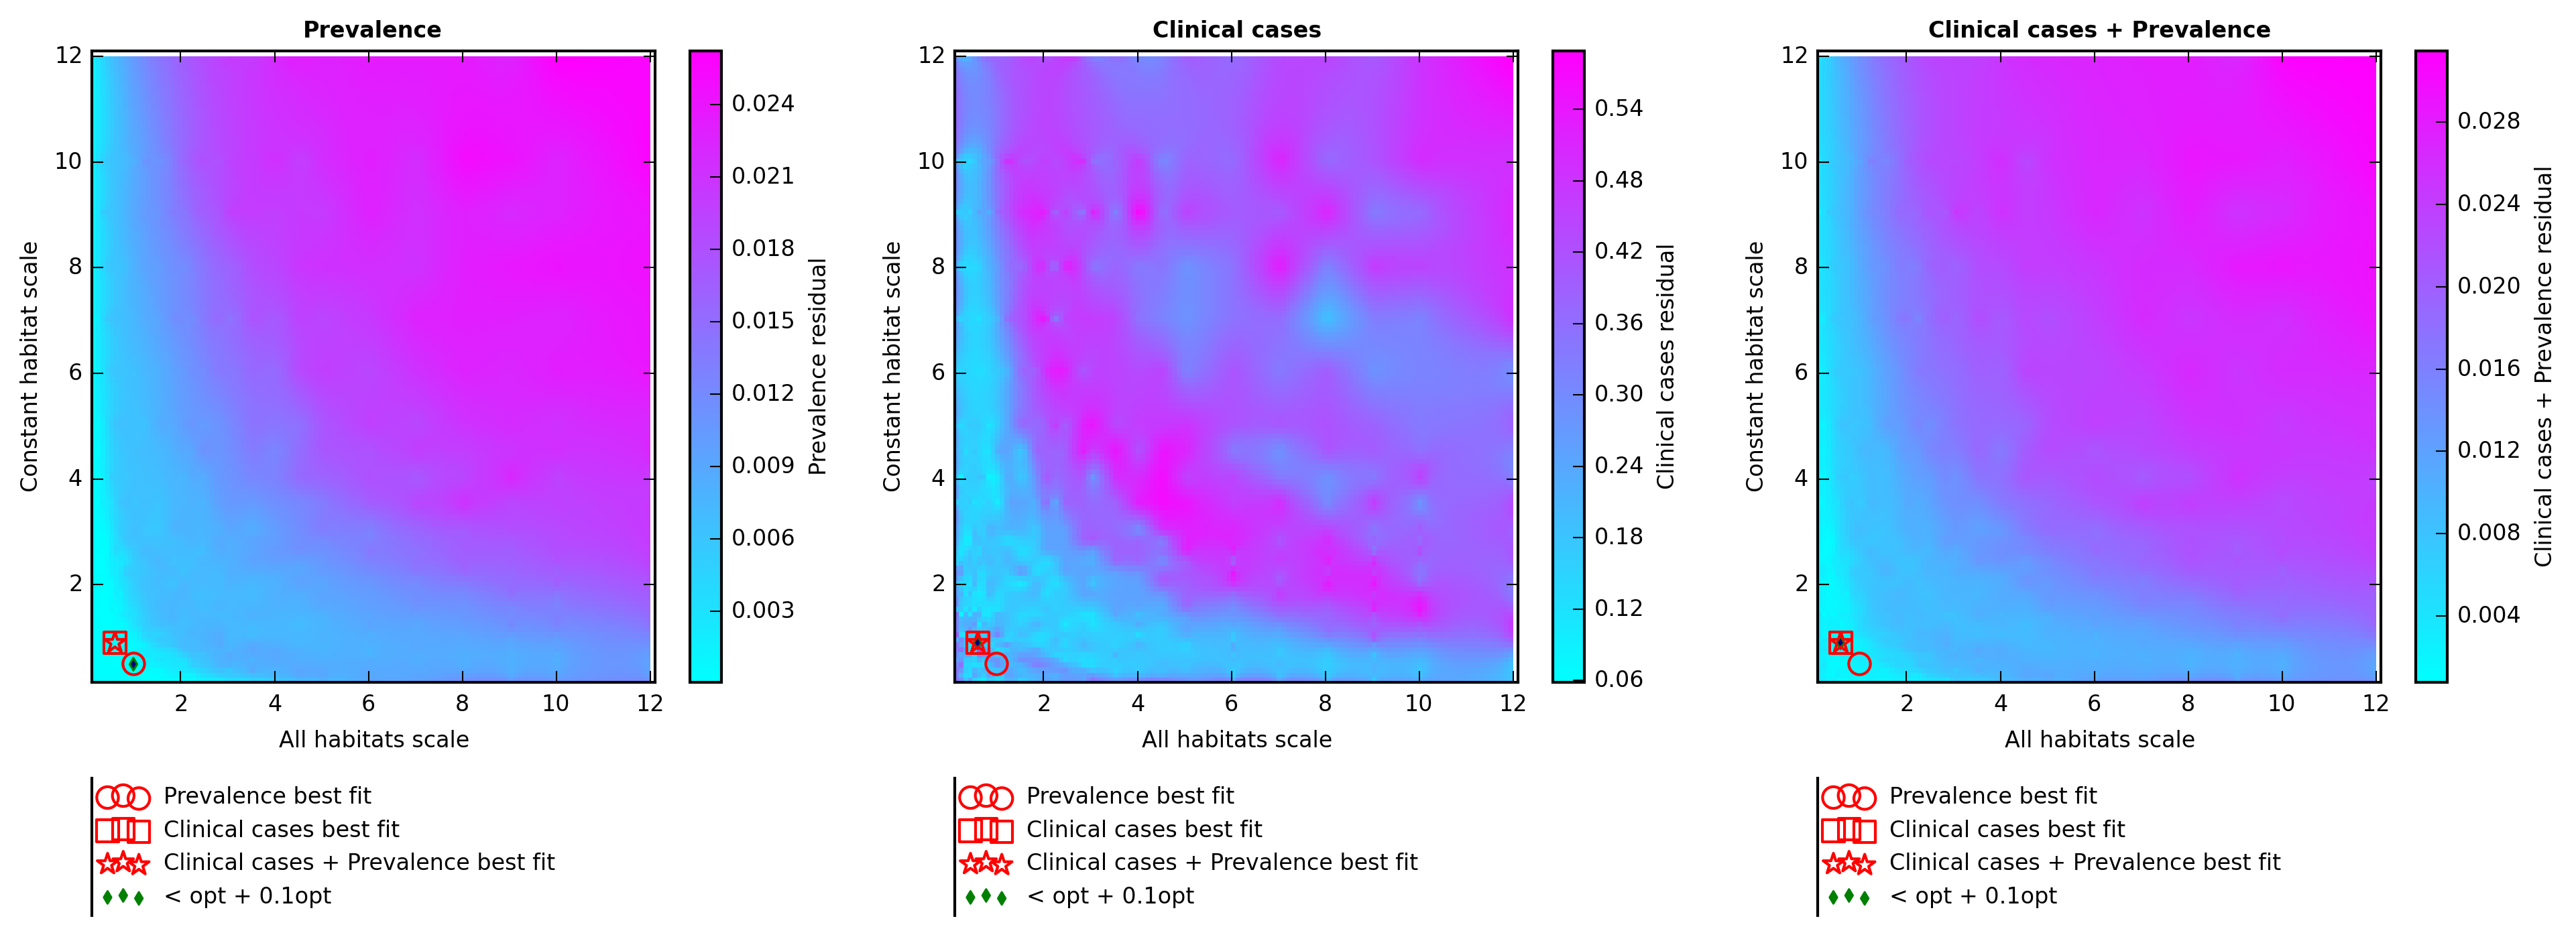 Prevalence
Constant habitat scale
12
10
8
6
4
2
2 4 6 8 10 12
All habitats scale
0.024
0.021
0.018
0.015
0.012
0.009
0.006
0.003
Prevalence residual
Prevalence best fit
Clinical cases best fit
Clinical cases + Prevalence best fit
< opt + 0.1opt
Clinical cases
Constant habitat scale
12
10
8
6
4
2
2 4 6 8 10 12
All habitats scale
0.54
0.48
0.42
0.36
0.30
0.24
0.18
0.12
0.06
Clinical cases residual
Prevalence best fit
Clinical cases best fit
Clinical cases + Prevalence best fit
< opt + 0.1opt
Clinical cases + Prevalence
Constant habitat scale
12
10
8
6
4
2
2 4 6 8 10 12
All habitats scale
0.028
0.024
0.020
0.016
0.012
0.008
0.004
Clinical cases + Prevalence residual
Prevalence best fit
Clinical cases best fit
Clinical cases + Prevalence best fit
< opt + 0.1opt